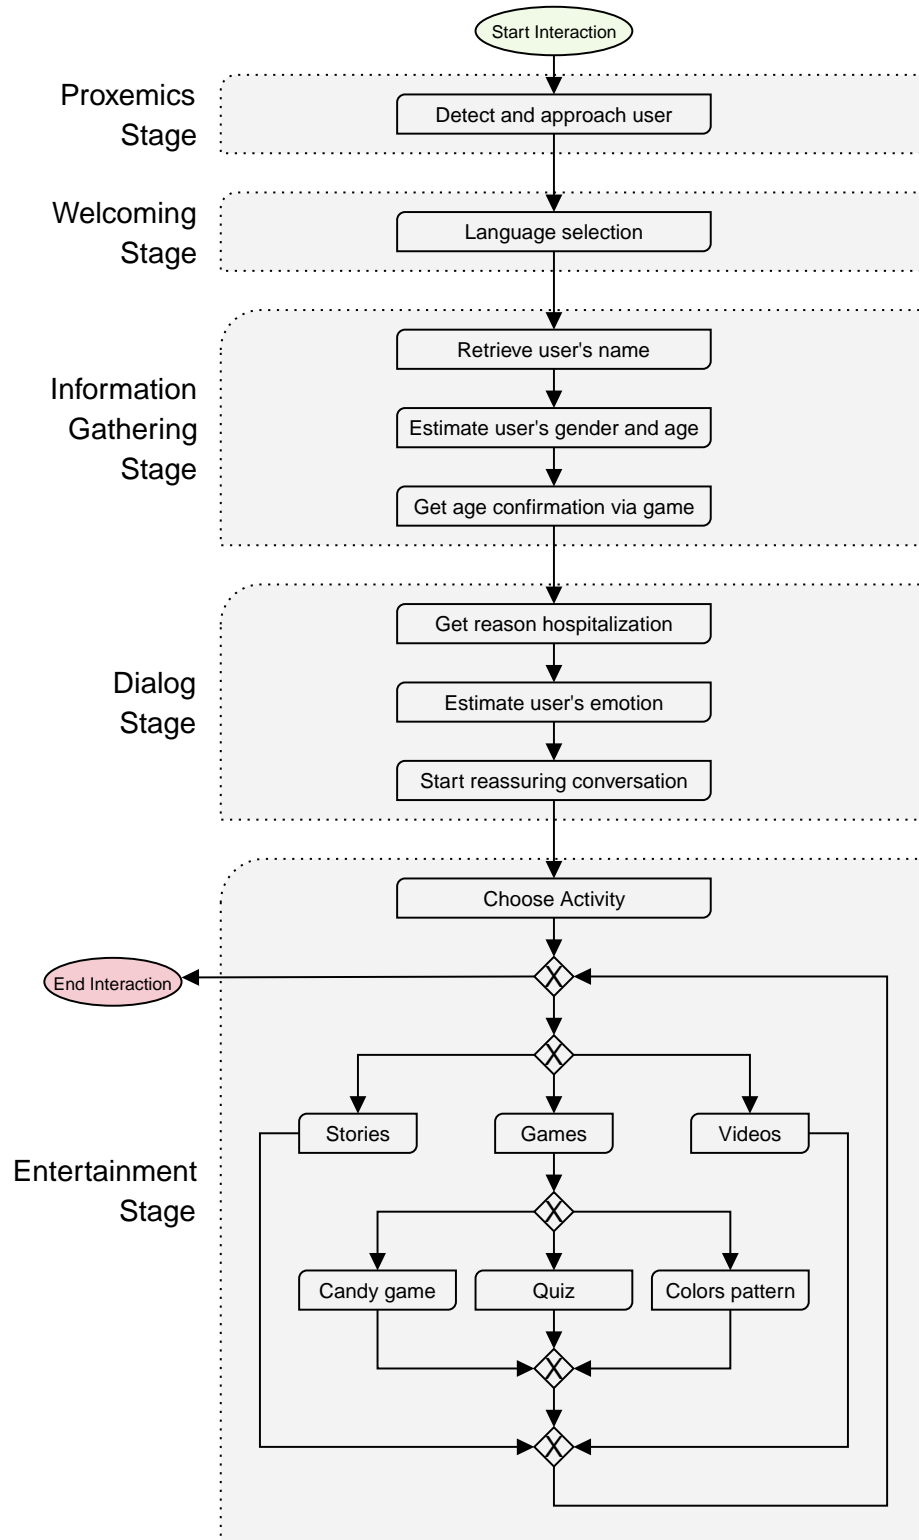 Start Interaction
Proxemics
Stage
Detect and approach user
Welcoming
Stage
Language selection
Information
Gathering
Stage
Retrieve user's name
Estimate user's gender and age
Get age confirmation via game
Dialog
Stage
Get reason hospitalization
Estimate user's emotion
Start reassuring conversation
Entertainment
Stage
Choose Activity
X
End Interaction
X
Stories
Games
Videos
X
Candy game
Quiz
Colors pattern
X
X